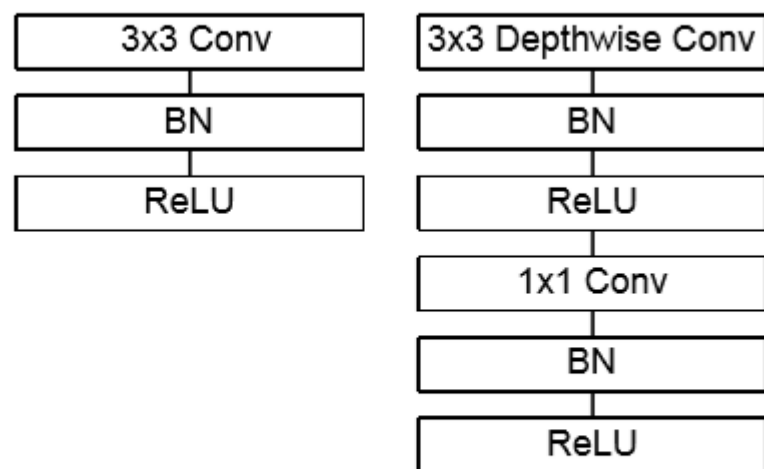 3x3 Conv
BN
ReLU
3x3 Depthwise Conv
BN
ReLU
1x1 Conv
BN
ReLU